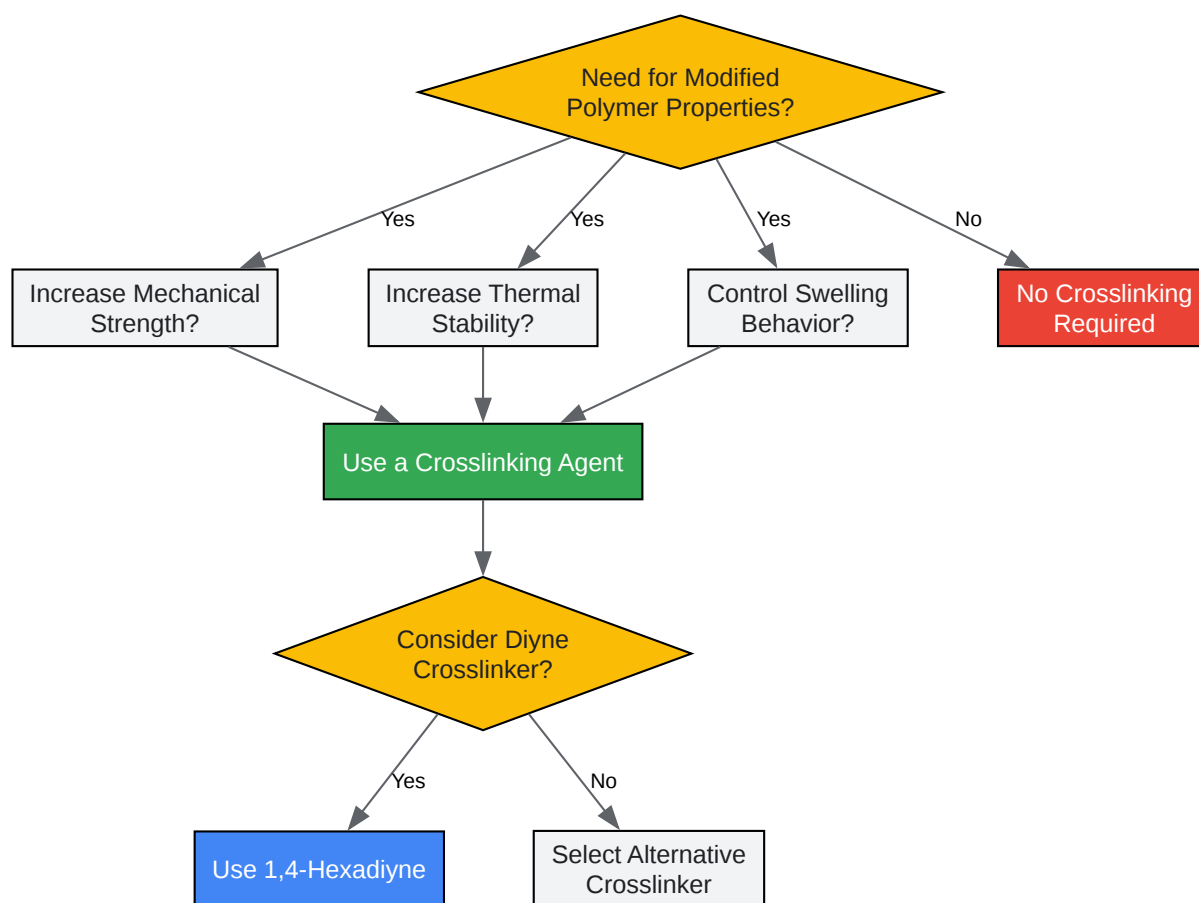 Need for Modified
Polymer Properties?
Yes
Yes
Yes
No
Increase Mechanical
Strength?
Increase Thermal
Stability?
Control Swelling
Behavior?
No Crosslinking
Required
Use a Crosslinking Agent
Consider Diyne
Crosslinker?
Yes
No
Use 1,4-Hexadiyne
Select Alternative
Crosslinker